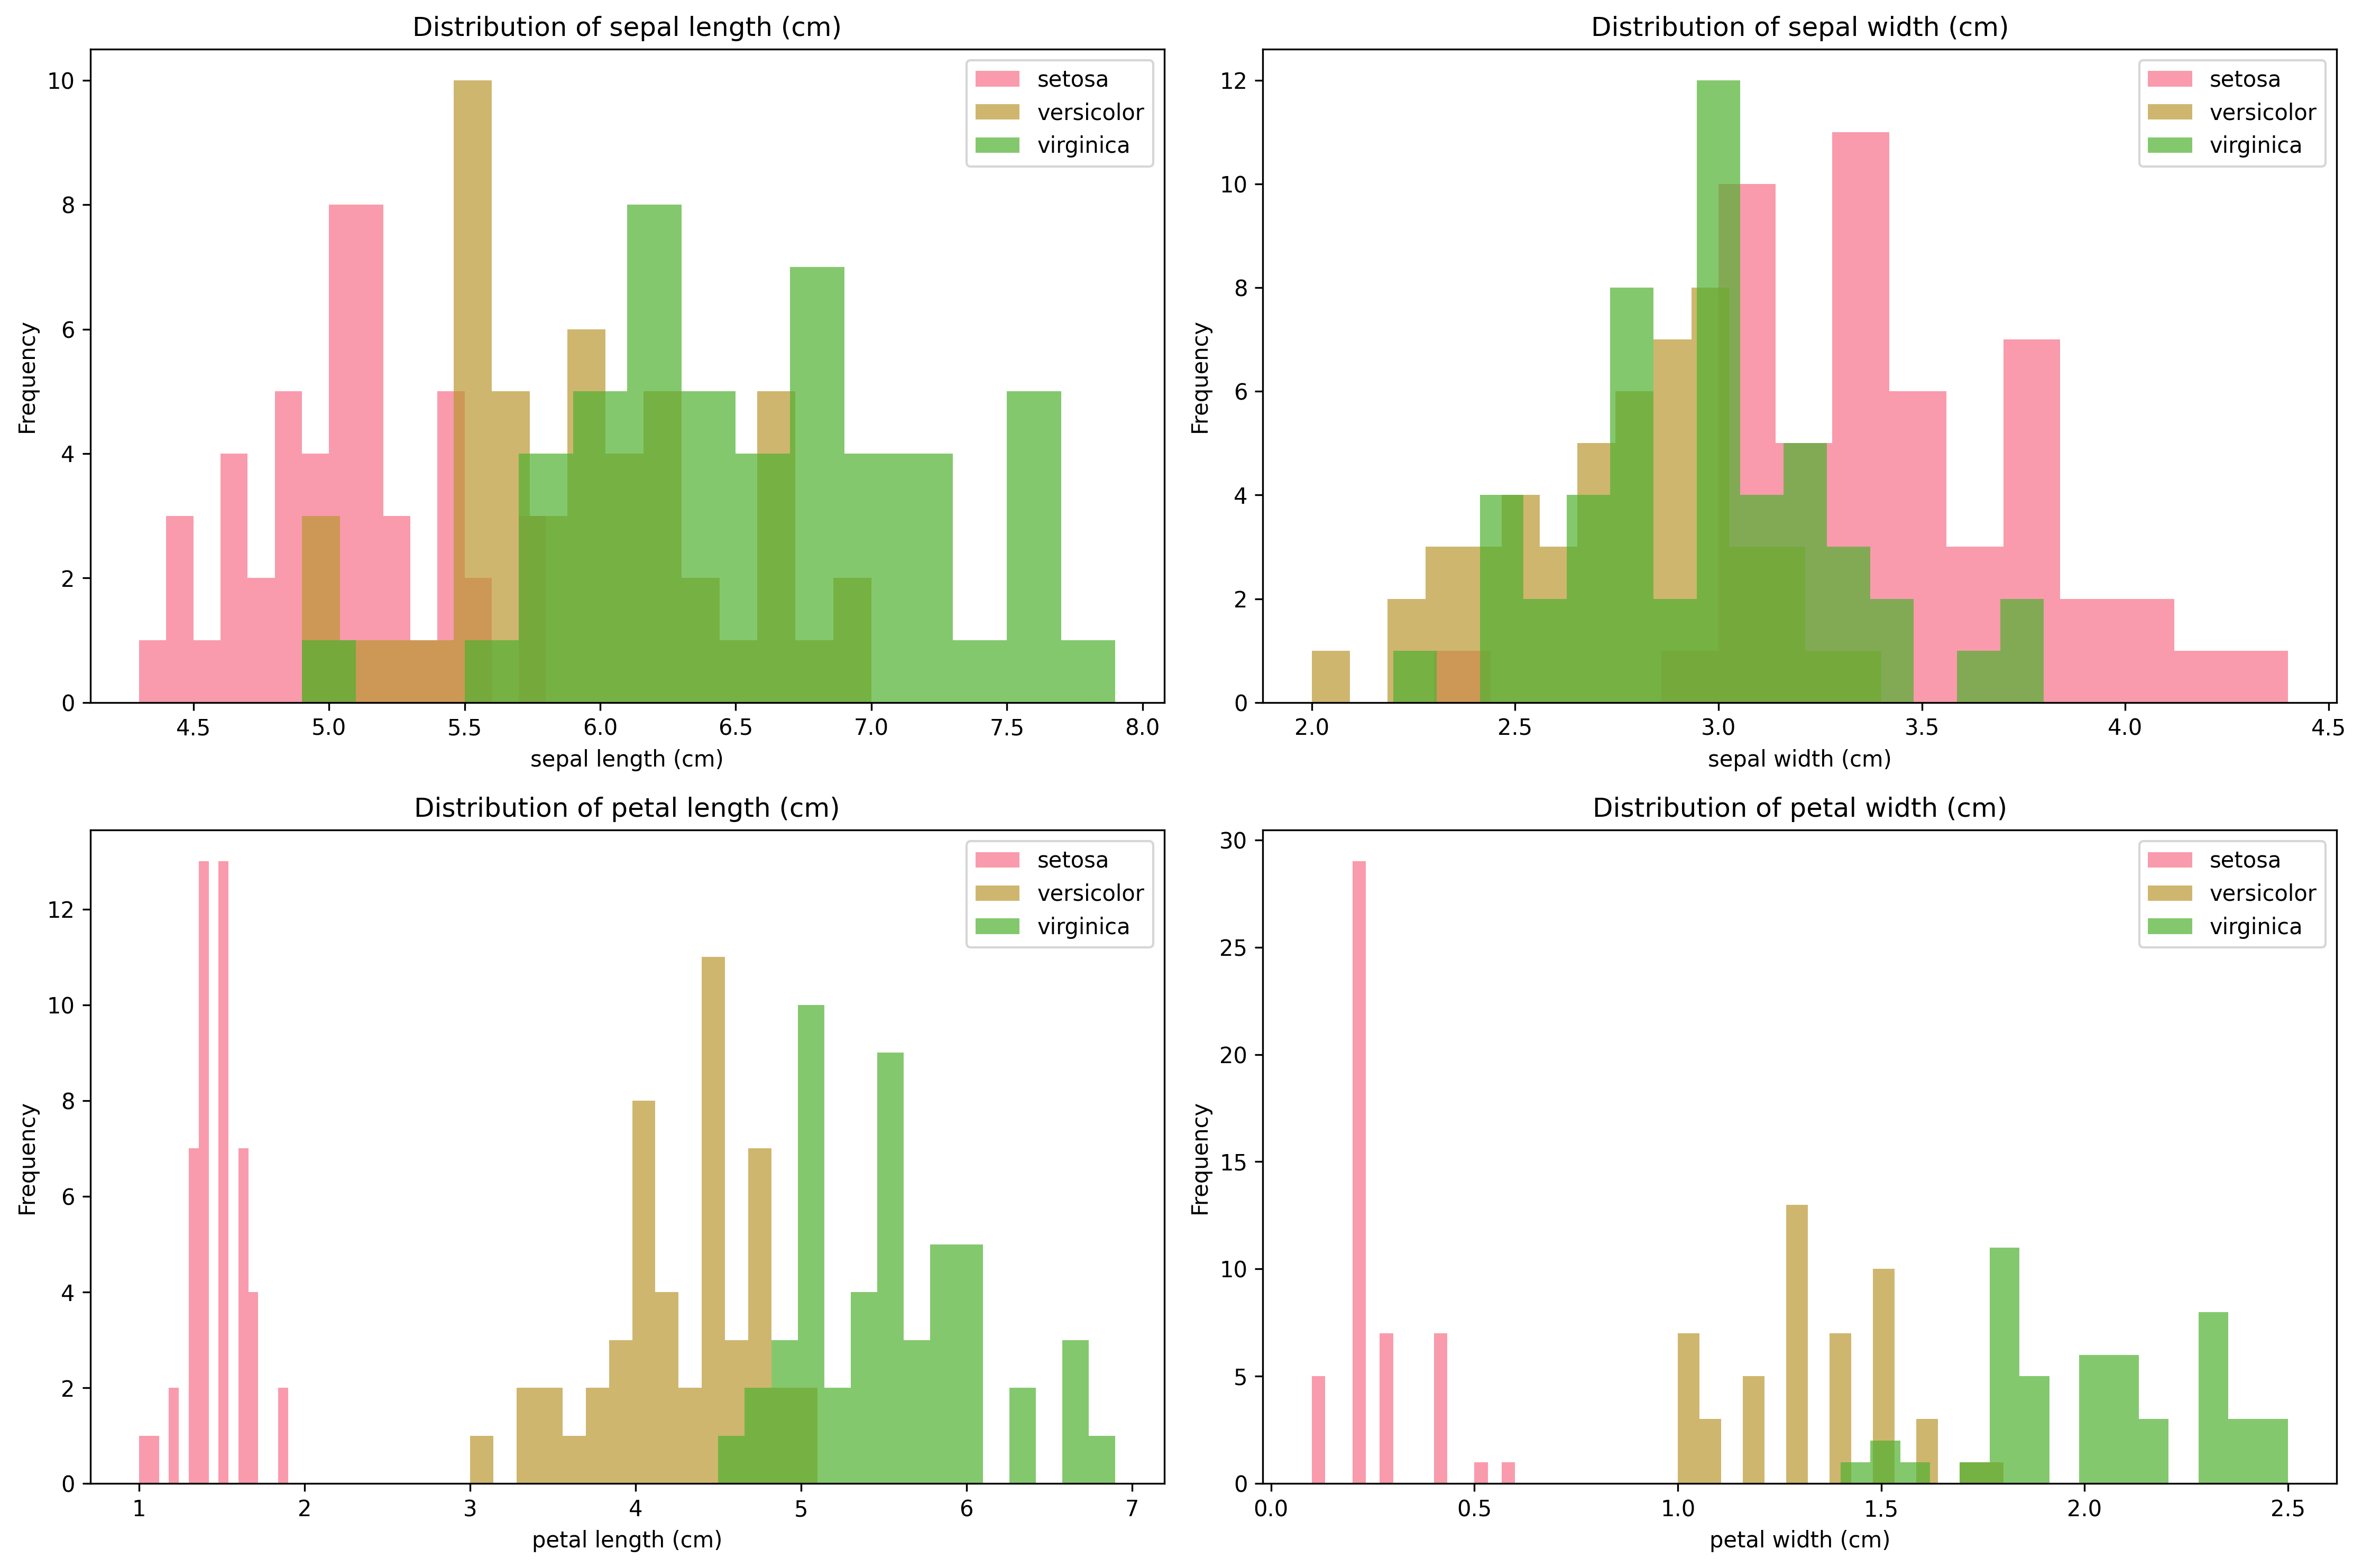 Distribution of sepal length (cm)
10
8
6
4
2
0
Frequency
setosa
versicolor
virginica
4.5 5.0 5.5 6.0 6.5 7.0 7.5 8.0
sepal length (cm)
Distribution of sepal width (cm)
12
10
8
6
4
2
0
Frequency
setosa
versicolor
virginica
2.0 2.5 3.0 3.5 4.0 4.5
sepal width (cm)
Distribution of petal length (cm)
12
10
8
6
4
2
0
Frequency
setosa
versicolor
virginica
1 2 3 4 5 6 7
petal length (cm)
Distribution of petal width (cm)
30
25
20
15
10
5
0
Frequency
setosa
versicolor
virginica
0.0 0.5 1.0 1.5 2.0 2.5
petal width (cm)